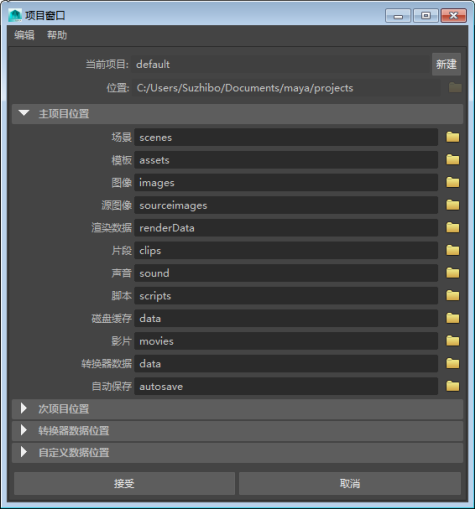 项目窗口
编辑 帮助
当前项目: default 新建
位置: C:/Users/Suzhibo/Documents/maya/projects
主项目位置
场景 scenes
模板 assets
图像 images
源图像 sourceimages
渲染数据 renderData
片段 clips
声音 sound
脚本 scripts
磁盘缓存 data
影片 movies
转换器数据 data
自动保存 autosave
次项目位置
转换器数据位置
自定义数据位置
接受 取消